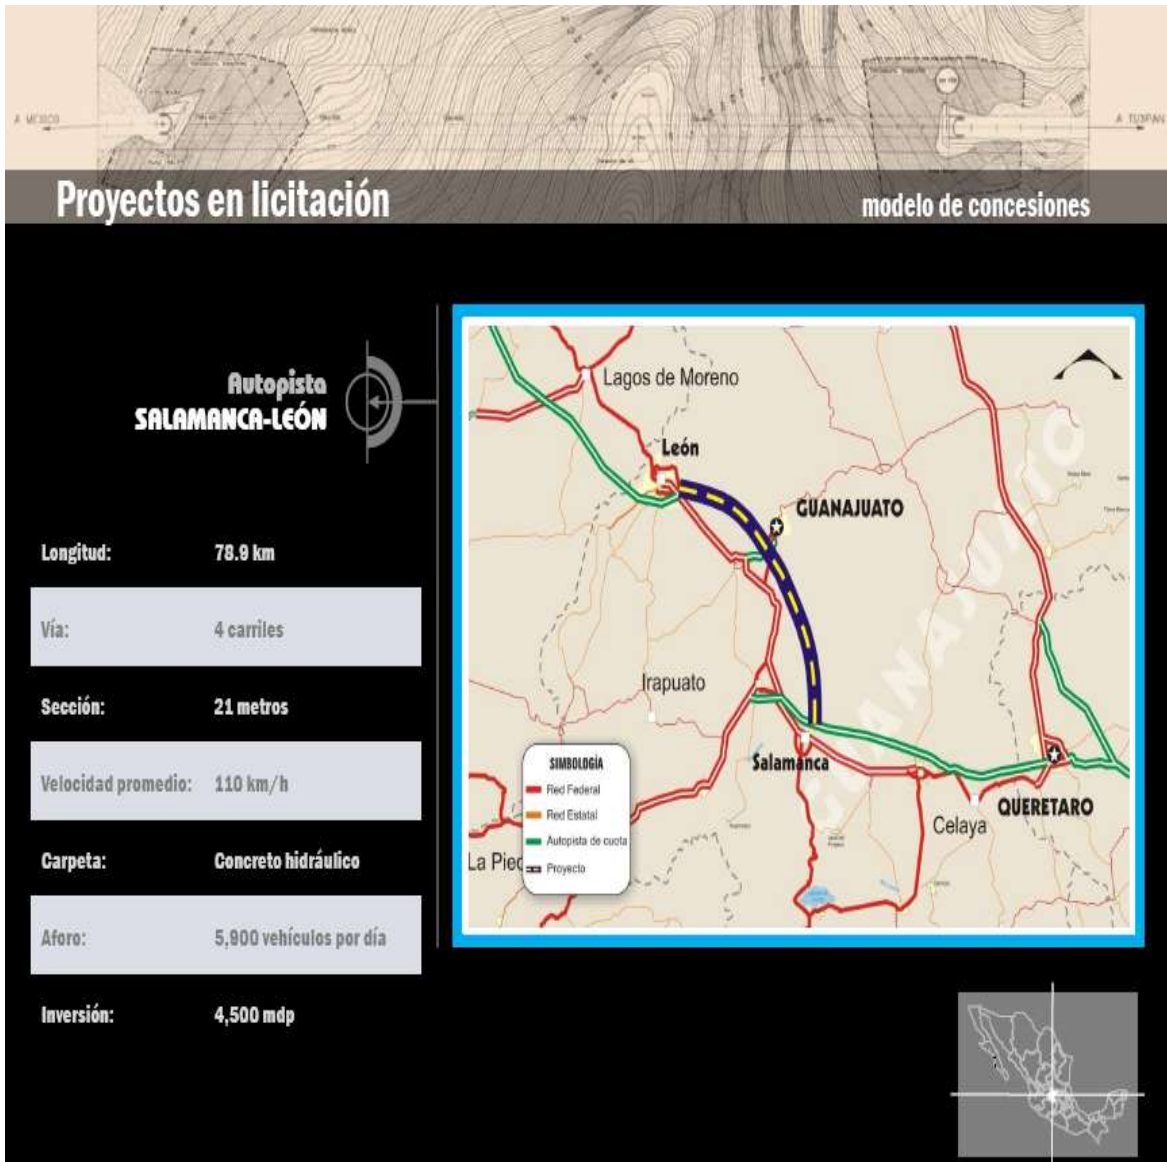 A MEXICO
A TUXPAN
Proyectos en licitación
modelo de concesiones
Autopista
SALAMANCA-LEÓN
Longitud: 78.9 km
Vía: 4 carriles
Sección: 21 metros
Velocidad promedio: 110 km/h
Carpeta: Concreto hidráulico
Aforo: 5,900 vehículos por día
Inversión: 4,500 mdp
Lagos de Moreno
León
GUANAJUATO
GUANAJUATO
Irapuato
Salamanca
QUERETARO
Celaya
La Pied
SIMBOLOGÍA
Red Federal
Red Estatal
Autopista de cuota
Proyecto